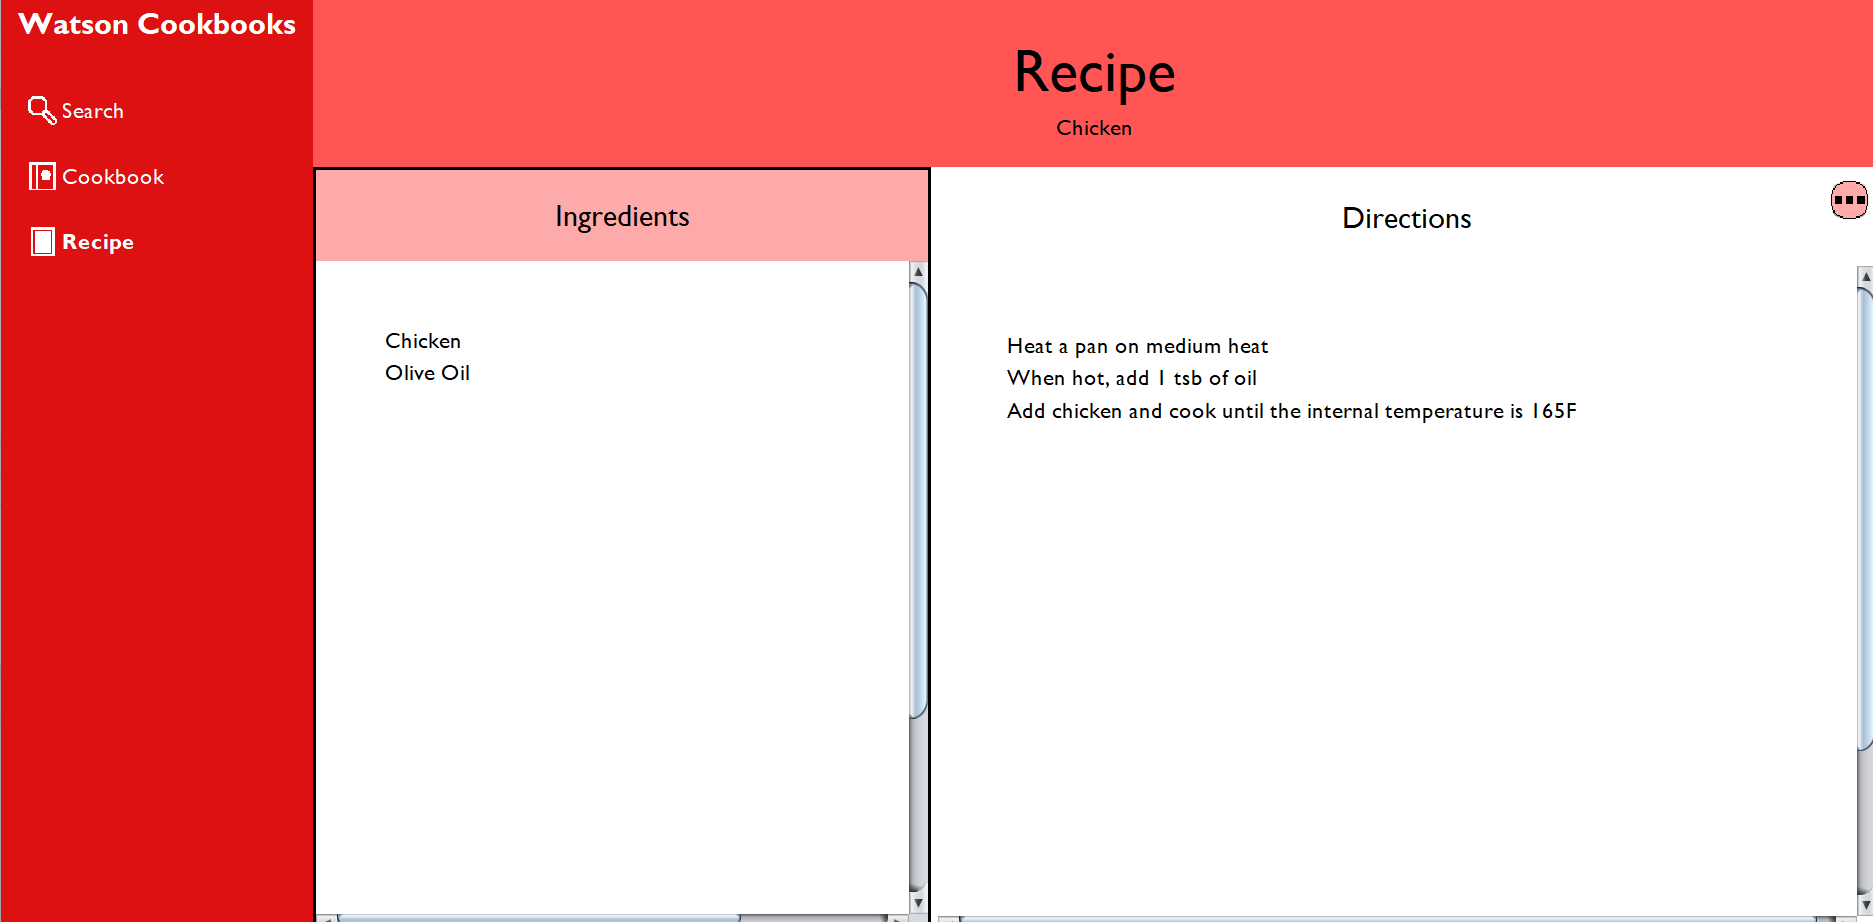 Watson Cookbooks
Search
Cookbook
Recipe
Recipe
Chicken
Ingredients
Chicken
Olive Oil
Directions
Heat a pan on medium heat
When hot, add 1 tsb of oil
Add chicken and cook until the internal temperature is 165F